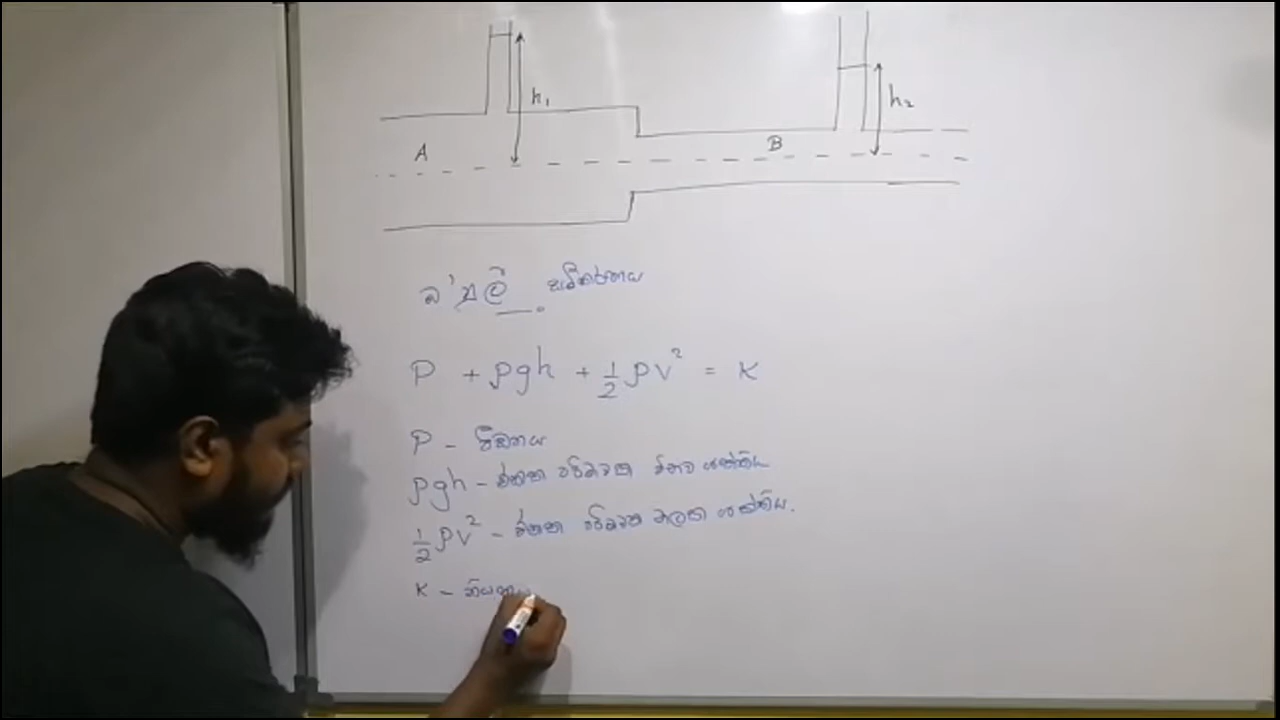 h₁
h₂
A
B
බ'නූලි සමීකරණය
P + ρgh + ½ρV² = K
P - පීඩනය
ρgh - ඒකක පරිමාවක විභව ශක්තිය
½ρV² - ඒකක පරිමාවක චාලක ශක්තිය.
K - නියතය